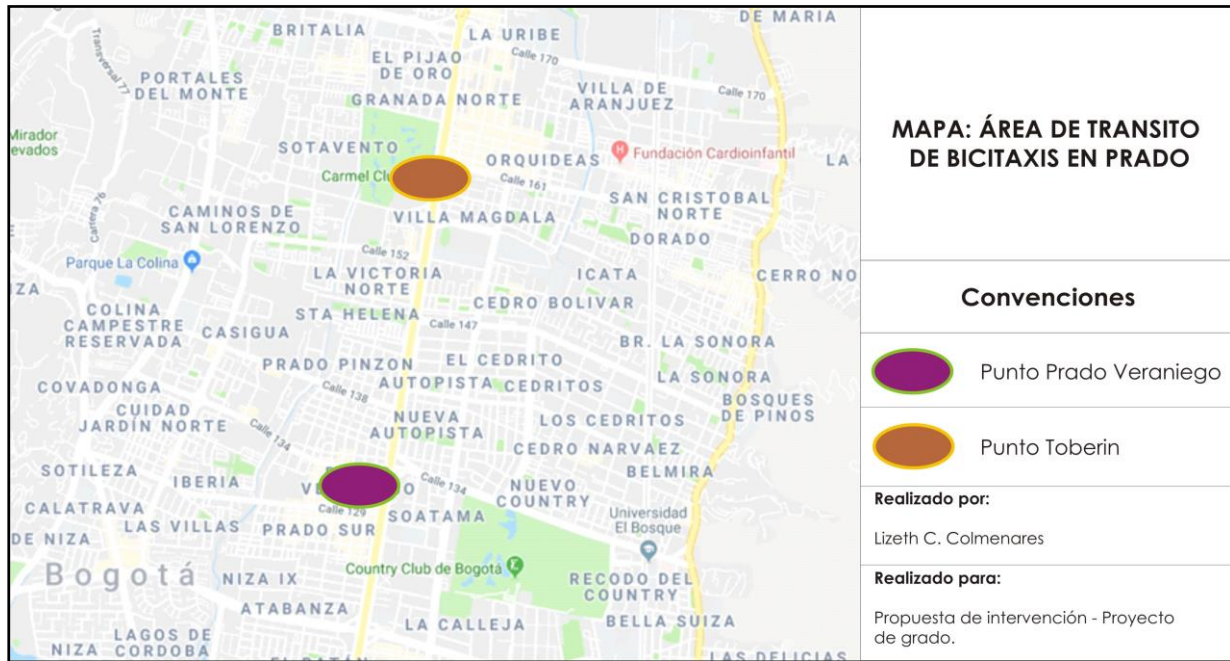 DE MARIA
BRITALIA
LA URIBE
Calle 170
EL PIJAO
DE ORO
Transversal 77
PORTALES
DEL MONTE
VILLA DE
ARANJUEZ
Calle 170
GRANADA NORTE
Mirador
evados
SOTAVENTO
ORQUIDEAS
Fundación Cardioinfantil
LA
Carmel Clu
Calle 161
SAN CRISTOBAL
NORTE
Carrera 76
CAMINOS DE
SAN LORENZO
VILLA MAGDALA
DORADO
Calle 152
Parque La Colina
LA VICTORIA
NORTE
ICATA
CERRO NO
IZA
COLINA
CAMPESTRE
RESERVADA
CASIGUA
STA HELENA
CEDRO BOLIVAR
Calle 147
BR. LA SONORA
PRADO PINZON
EL CEDRITO
COVADONGA
AUTOPISTA
CEDRITOS
LA SONORA
Calle 138
BOSQUES
DE PINOS
CUIDAD
JARDÍN NORTE
NUEVA
AUTOPISTA
LOS CEDRITOS
Calle 134
CEDRO NARVAEZ
SOTILEZA
IBERIA
BELMIRA
Calle 134
NUEVO
COUNTRY
CALATRAVA
Calle 129
SOATAMA
Universidad
El Bosque
LAS VILLAS
PRADO SUR
DE NIZA
Bogotá
NIZA IX
Country Club de Bogotá
RECODO DEL
COUNTRY
ATABANZA
LA CALLEJA
BELLA SUIZA
LAGOS DE
CORDOBA
NIZA
EL BATÁN
LAS DELICIAS
MAPA: ÁREA DE TRANSITO
DE BICITAXIS EN PRADO
Convenciones
Punto Prado Veraniego
Punto Toberin
Realizado por:
Lizeth C. Colmenares
Realizado para:
Propuesta de intervención - Proyecto
de grado.